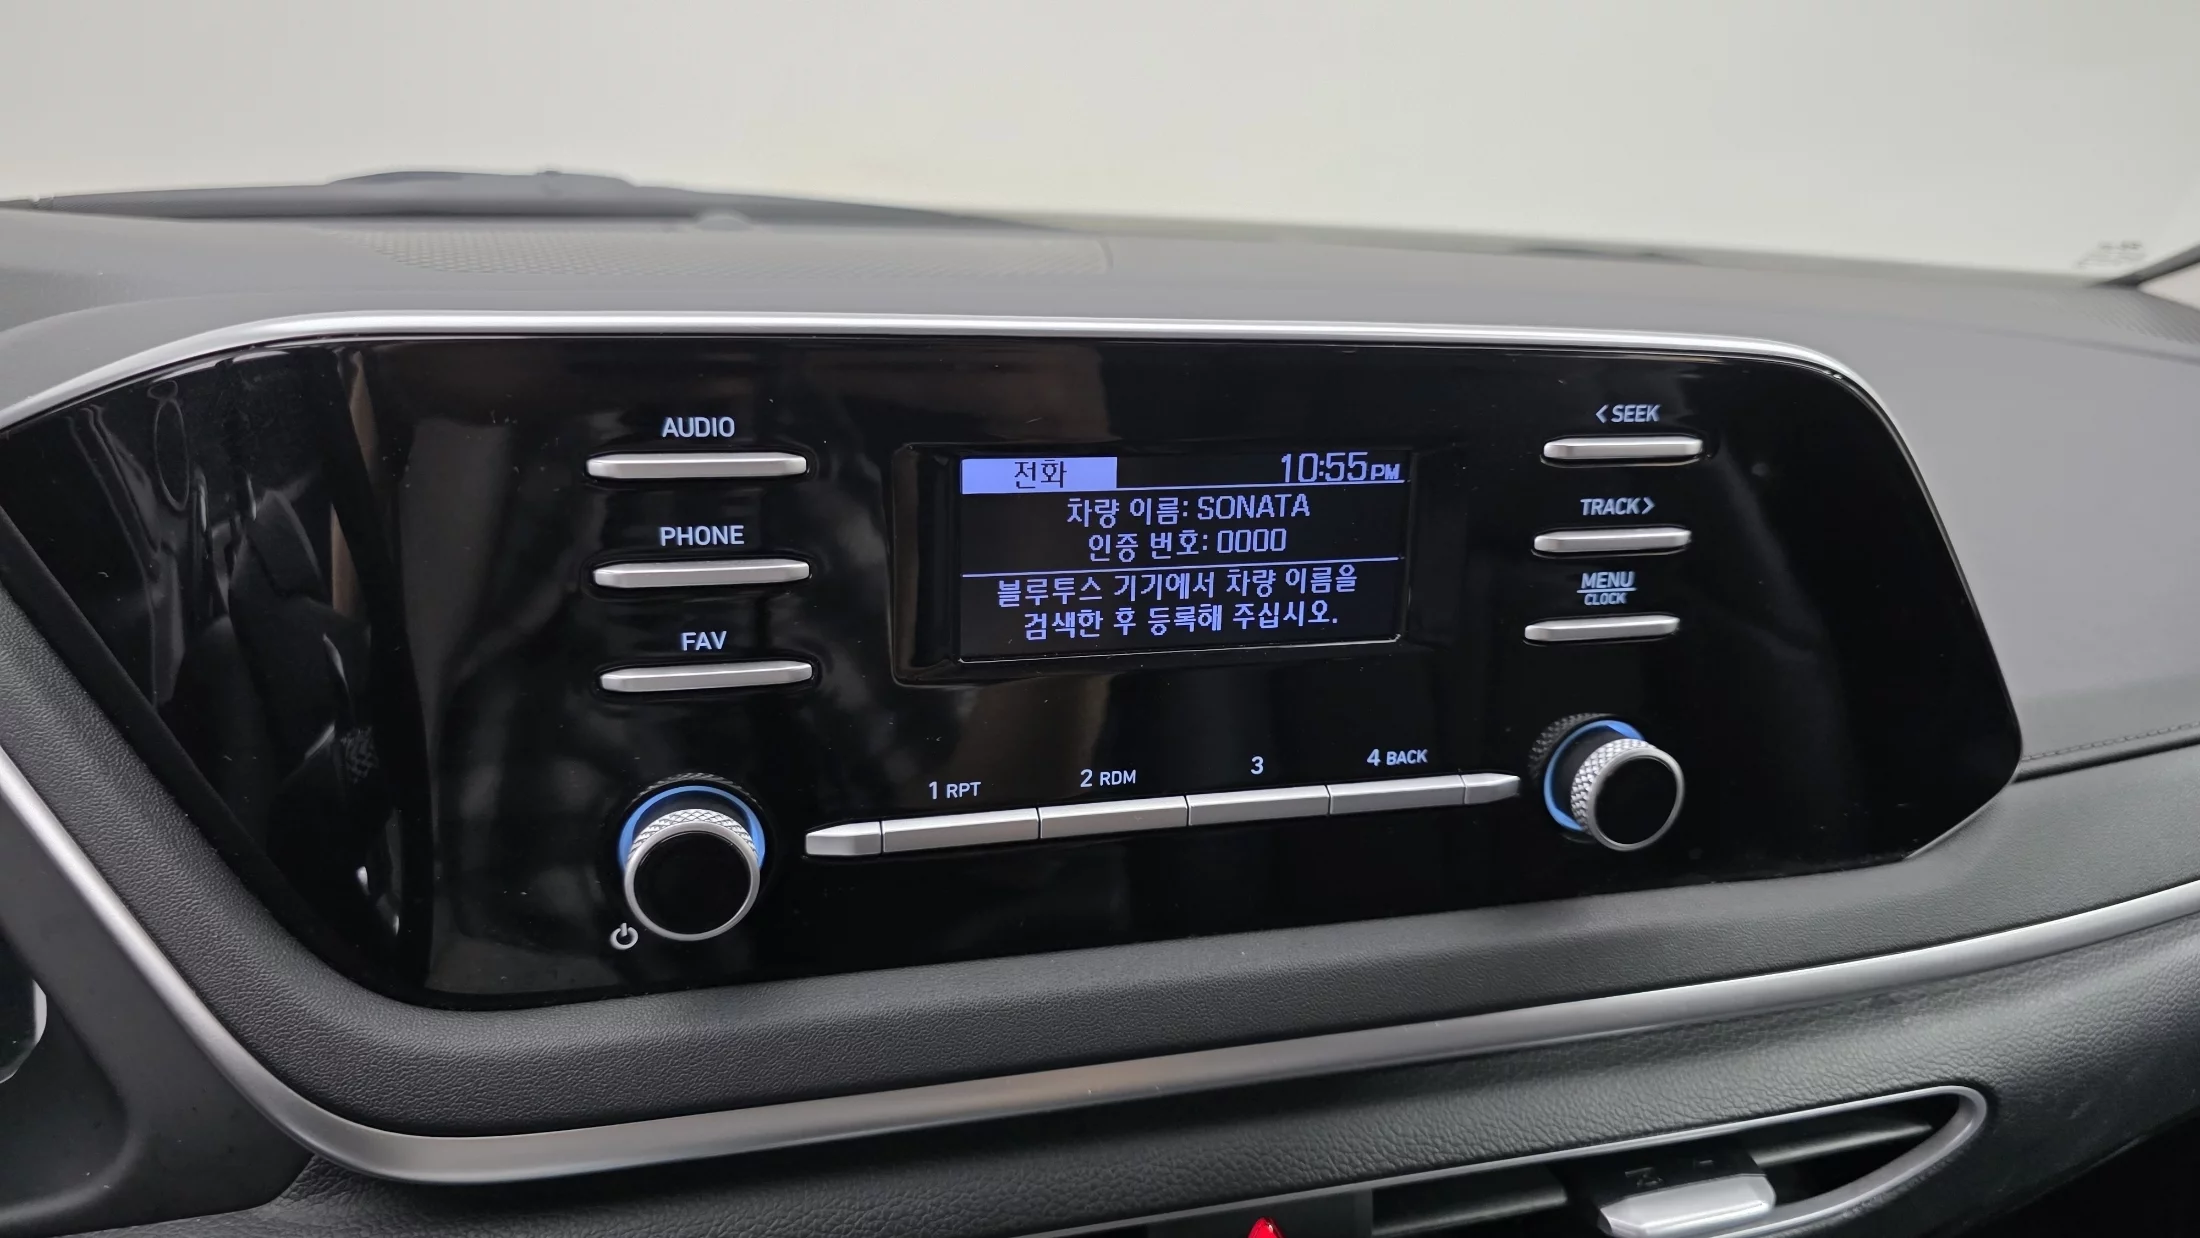 AUDIO
PHONE
FAV
전화 10:55 PM
차량 이름: SONATA
인증 번호: 0000
블루투스 기기에서 차량 이름을
검색한 후 등록해 주십시오.
< SEEK
TRACK >
MENU
CLOCK
1 RPT
2 RDM
3
4 BACK